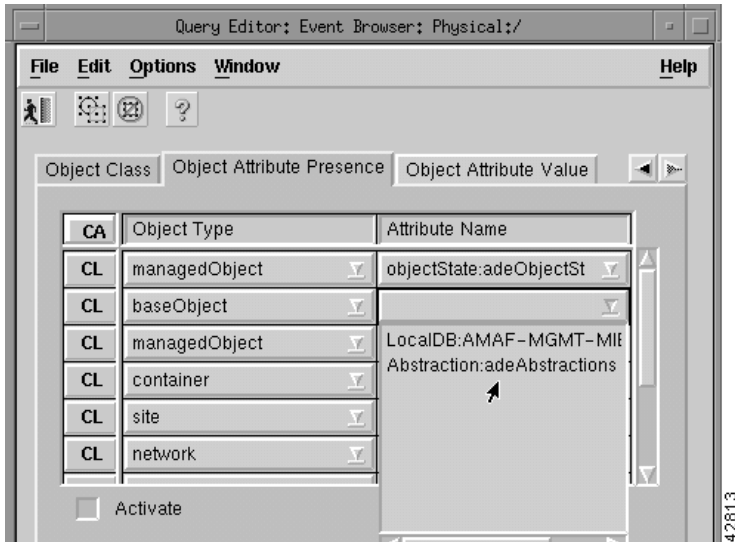 Query Editor: Event Browser: Physical:/
File Edit Options Window Help
?
Object Class Object Attribute Presence Object Attribute Value
CA Object Type Attribute Name
CL managedObject objectState:adeObjectSt
CL baseObject
CL managedObject LocalDB:AMAF-MGMT-MIB
Abstraction:adeAbstractions
CL container
CL site
CL network
Activate
42813